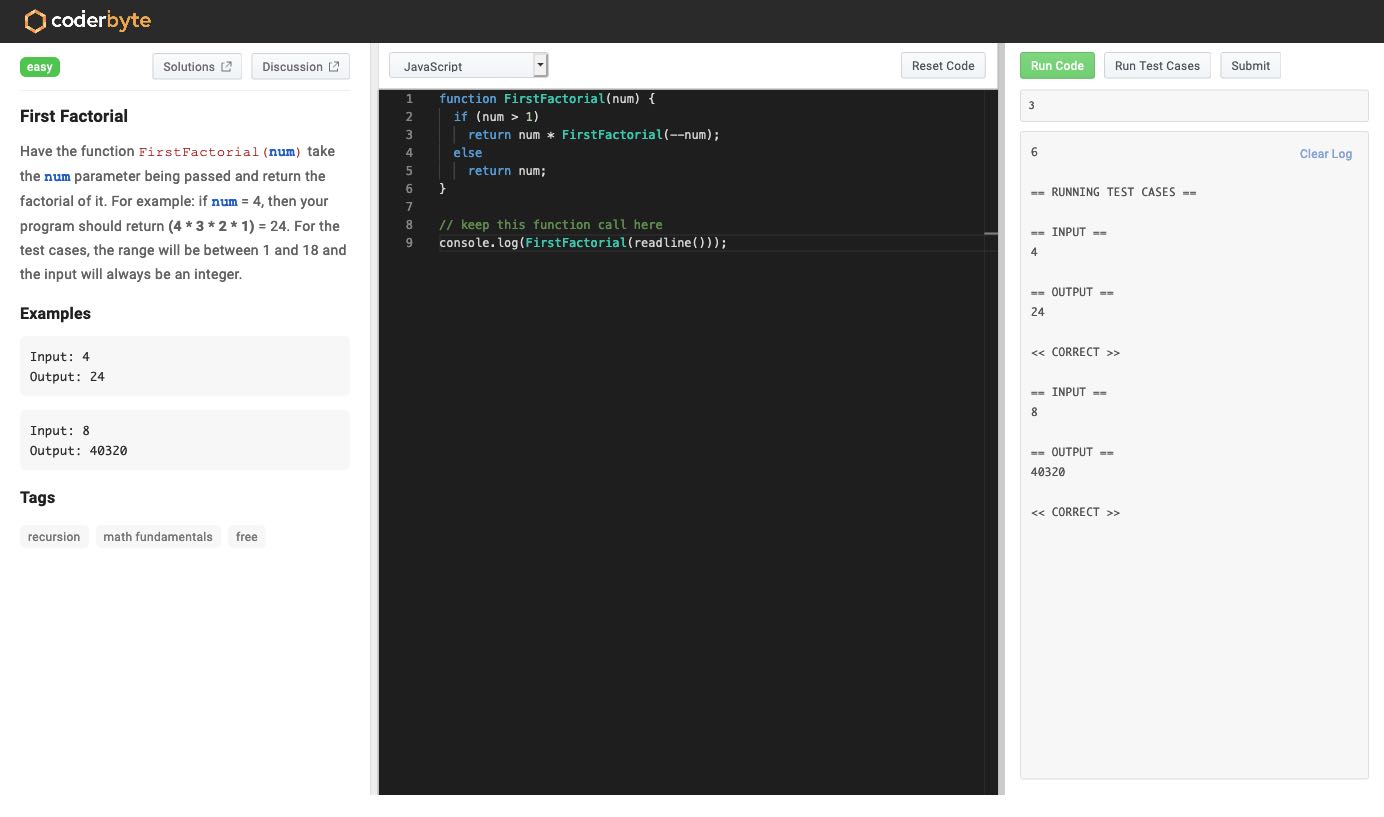 coderbyte
easy
Solutions
Discussion
First Factorial
Have the function FirstFactorial(num) take
the num parameter being passed and return the
factorial of it. For example: if num = 4, then your
program should return (4 * 3 * 2 * 1) = 24. For the
test cases, the range will be between 1 and 18 and
the input will always be an integer.
Examples
Input: 4
Output: 24
Input: 8
Output: 40320
Tags
recursion math fundamentals free
JavaScript
Reset Code
1 function FirstFactorial(num) {
2 if (num > 1)
3 return num * FirstFactorial(--num);
4 else
5 return num;
6 }
7
8 // keep this function call here
9 console.log(FirstFactorial(readline()));
Run Code Run Test Cases Submit
3
6
Clear Log
== RUNNING TEST CASES ==
== INPUT ==
4
== OUTPUT ==
24
<< CORRECT >>
== INPUT ==
8
== OUTPUT ==
40320
<< CORRECT >>